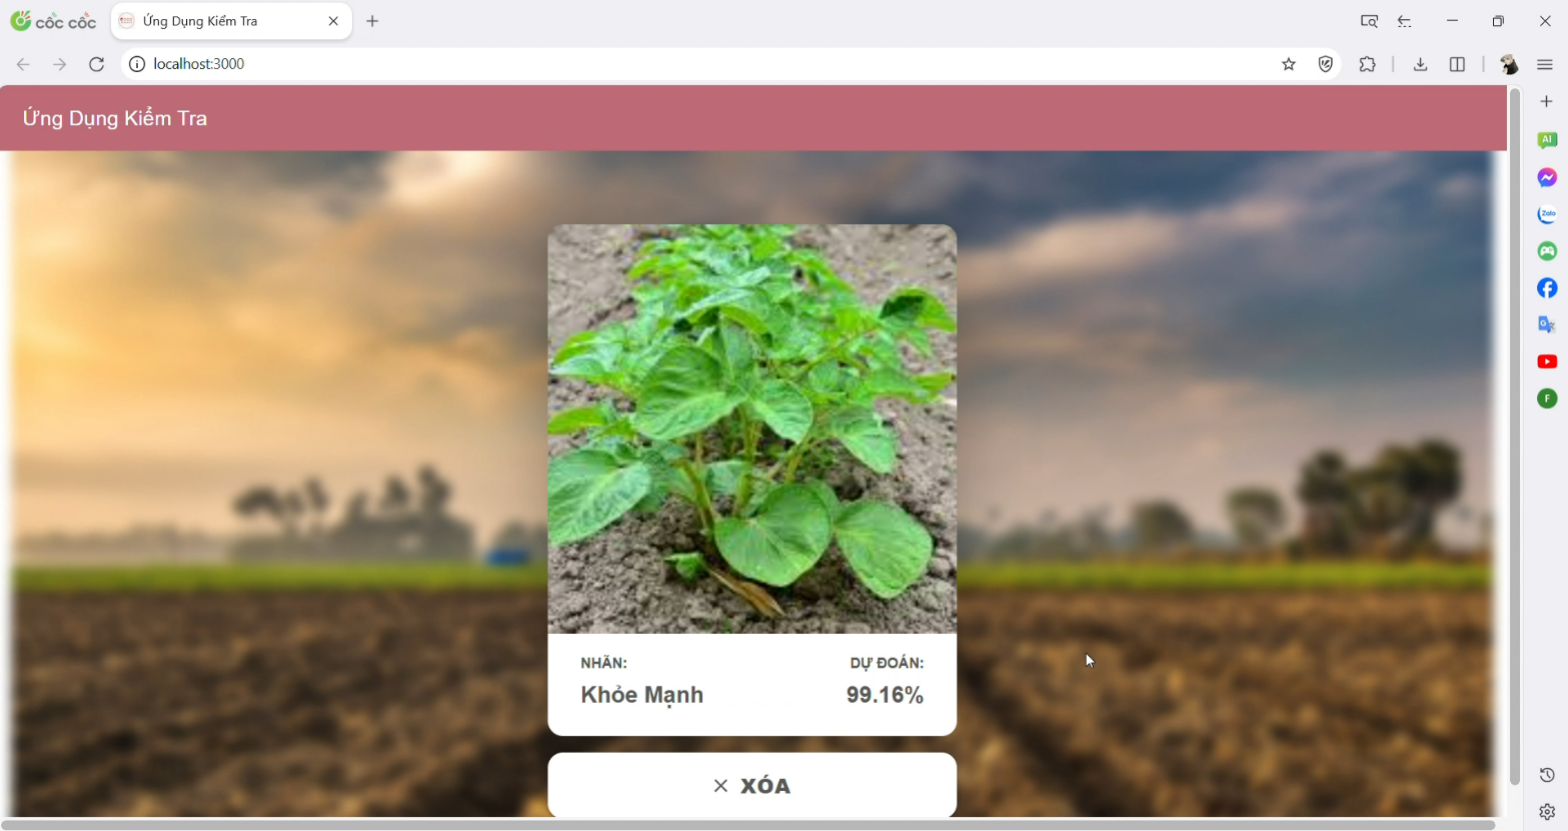 cốc cốc
Ứng Dụng Kiểm Tra
localhost:3000
Ứng Dụng Kiểm Tra
AI
Zalo
F
NHÃN:
DỰ ĐOÁN:
Khỏe Mạnh
99.16%
XÓA